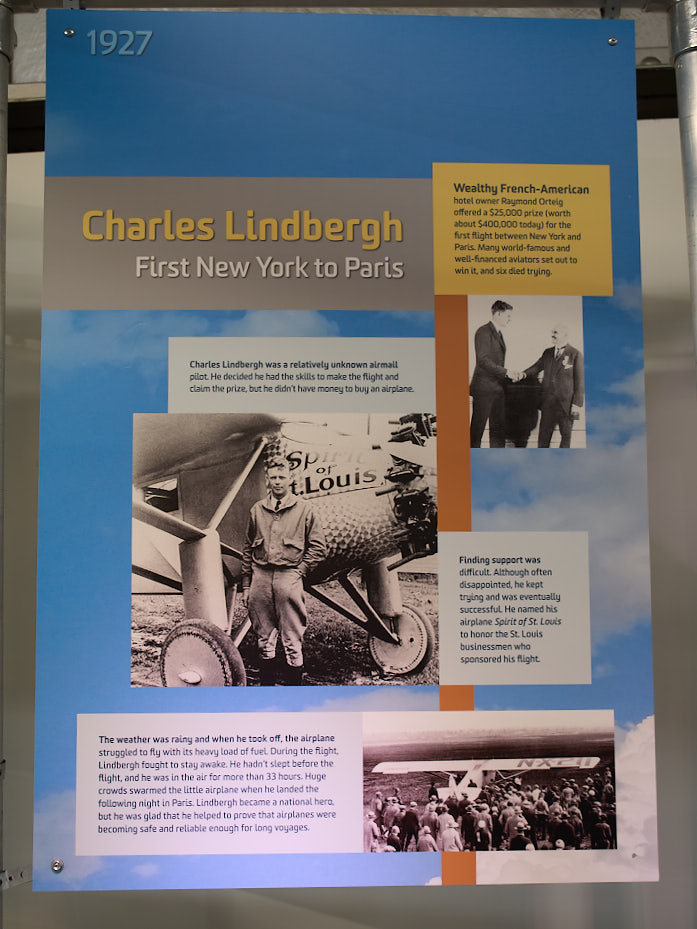 1927
Charles Lindbergh
First New York to Paris
Wealthy French-American
hotel owner Raymond Orteig
offered a $25,000 prize (worth
about $400,000 today) for the
first flight between New York and
Paris. Many world-famous and
well-financed aviators set out to
win it, and six died trying.
Charles Lindbergh was a relatively unknown airmail
pilot. He decided he had the skills to make the flight and
claim the prize, but he didn't have money to buy an airplane.
Spirit
of
t.Louis
Finding support was
difficult. Although often
disappointed, he kept
trying and was eventually
successful. He named his
airplane Spirit of St. Louis
to honor the St. Louis
businessmen who
sponsored his flight.
The weather was rainy and when he took off, the airplane
struggled to fly with its heavy load of fuel. During the flight,
Lindbergh fought to stay awake. He hadn't slept before the
flight, and he was in the air for more than 33 hours. Huge
crowds swarmed the little airplane when he landed the
following night in Paris. Lindbergh became a national hero,
but he was glad that he helped to prove that airplanes were
becoming safe and reliable enough for long voyages.
NX211